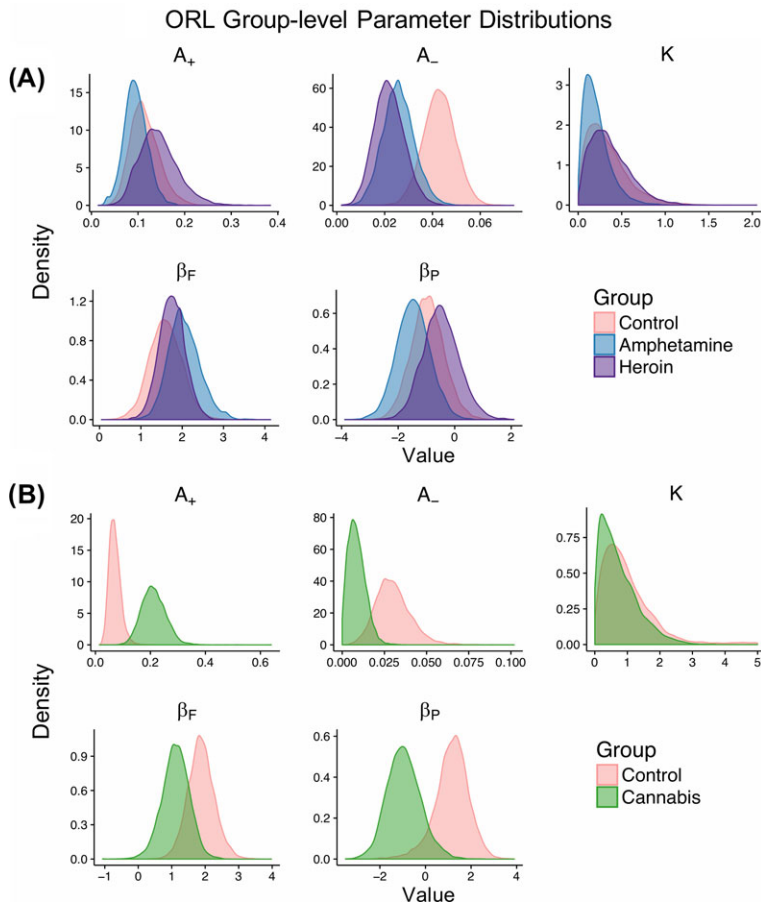 ORL Group-level Parameter Distributions
(A)
A₊ A₋ K
15 60 3
10 40 2
5 20 1
0 0 0
0.0 0.1 0.2 0.3 0.4 0.00 0.02 0.04 0.06 0.0 0.5 1.0 1.5 2.0
Density
βF βP
1.2 0.6
0.8 0.4
0.4 0.2
0.0 0.0
0 1 2 3 4 −4 −2 0 2
Value
Group
Control
Amphetamine
Heroin
(B)
A₊ A₋ K
20 80
15 60 0.75
10 40 0.50
5 20 0.25
0 0 0.00
0.0 0.2 0.4 0.6 0.000 0.025 0.050 0.075 0.100 0 1 2 3 4 5
Density
βF βP
0.9 0.6
0.6 0.4
0.3 0.2
0.0 0.0
−1 0 1 2 3 4 −2 0 2 4
Value
Group
Control
Cannabis